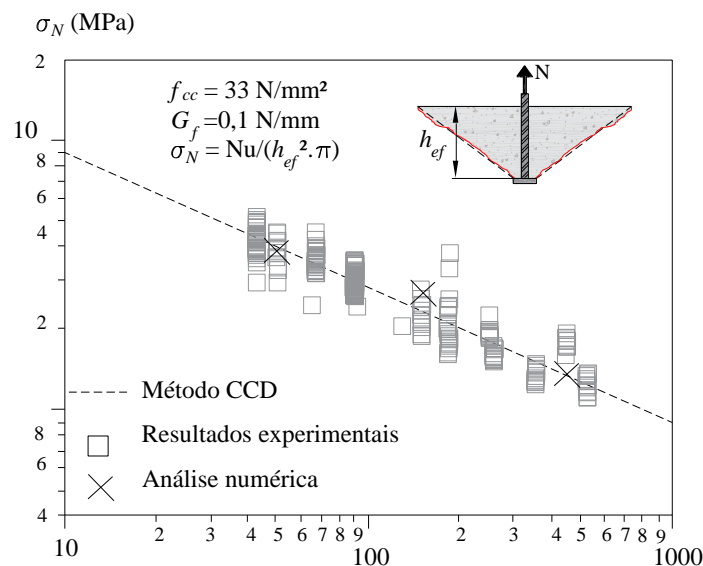 σN (MPa)
2
10
8
6
4
2
8
6
4
fcc = 33 N/mm²
Gf =0,1 N/mm
σN = Nu/(hef².π)
N
hef
Método CCD
Resultados experimentais
Análise numérica
10 2 3 4 5 6 7 8 9 100 2 3 4 5 6 7 8 9 1000